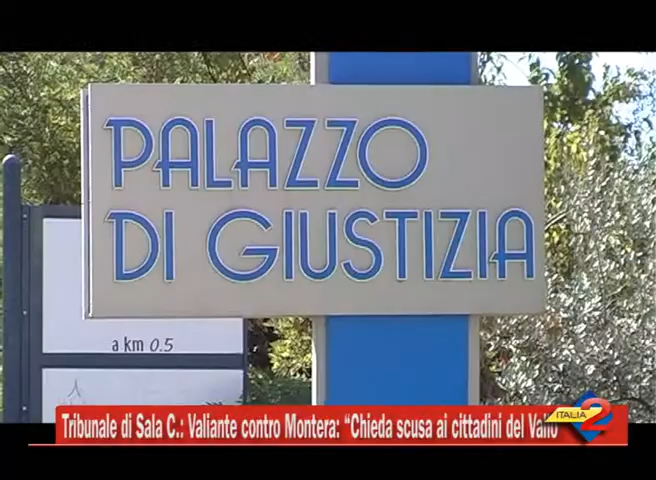 PALAZZO
DI GIUSTIZIA
a km 0.5
Tribunale di Sala C.: Valiante contro Montera: “Chieda scusa ai cittadini del Vallo
ITALIA 2